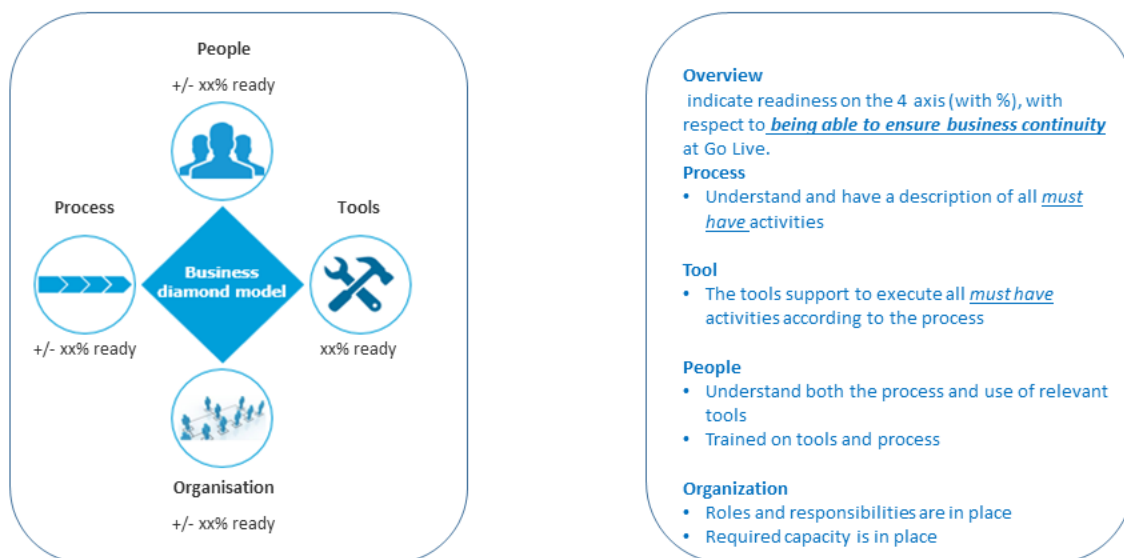 People
+/- xx% ready
Process
Tools
Business
diamond model
+/- xx% ready
xx% ready
Organisation
+/- xx% ready
Overview
indicate readiness on the 4 axis (with %), with
respect to being able to ensure business continuity
at Go Live.
Process
• Understand and have a description of all must
have activities
Tool
• The tools support to execute all must have
activities according to the process
People
• Understand both the process and use of relevant
tools
• Trained on tools and process
Organization
• Roles and responsibilities are in place
• Required capacity is in place